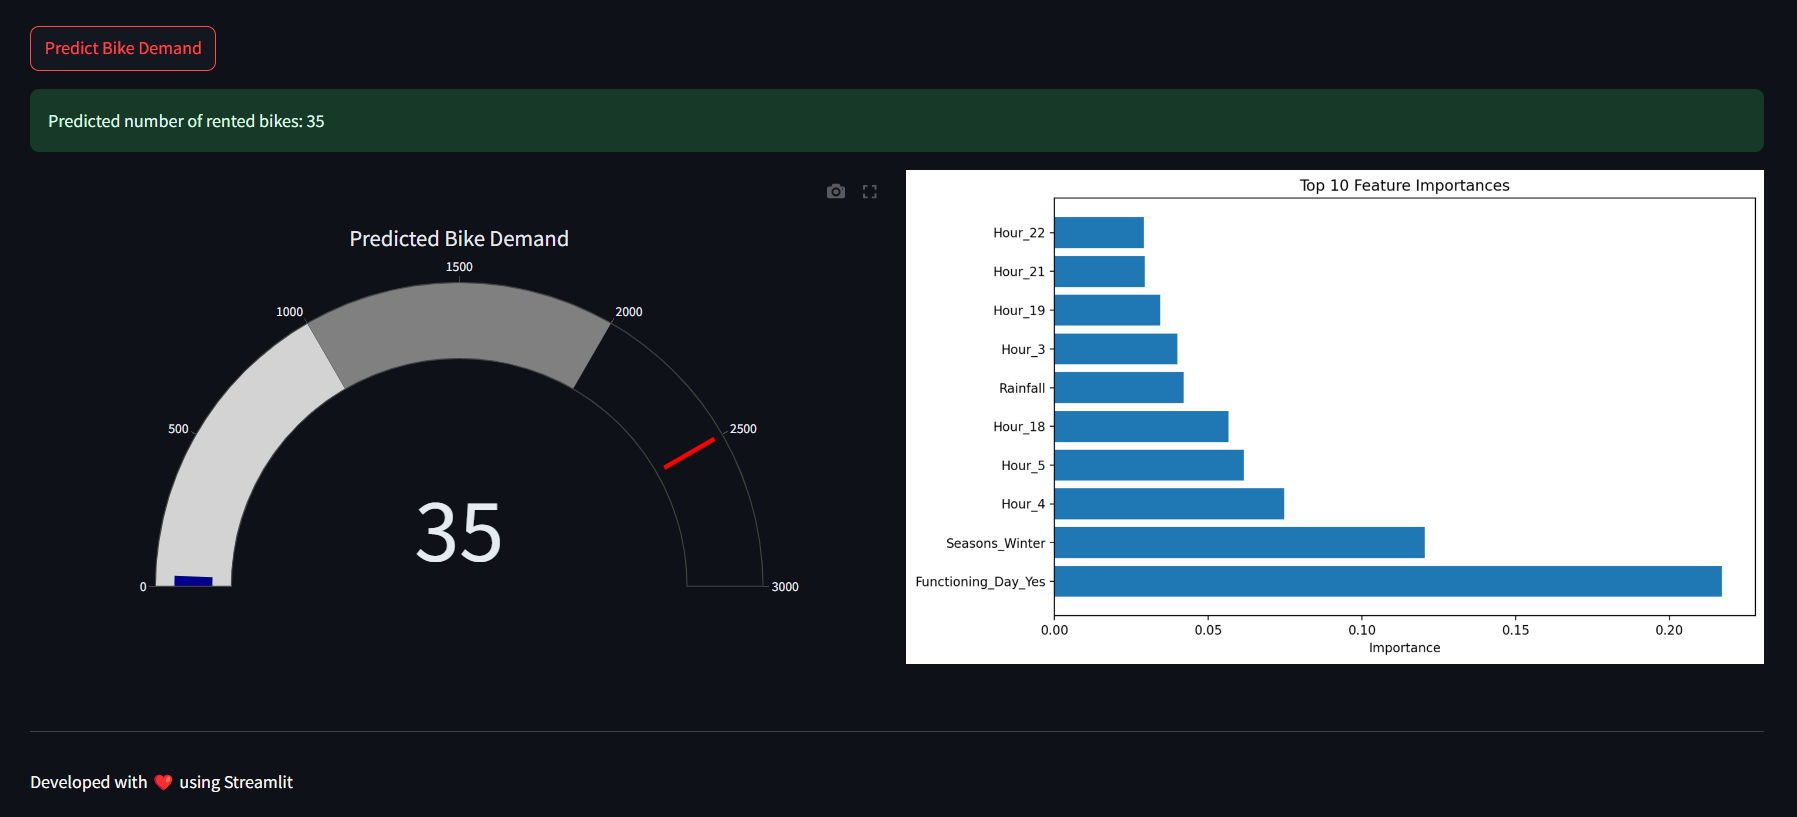 Predict Bike Demand
Predicted number of rented bikes: 35
Predicted Bike Demand
0
500
1000
1500
2000
2500
3000
35
Top 10 Feature Importances
Hour_22
Hour_21
Hour_19
Hour_3
Rainfall
Hour_18
Hour_5
Hour_4
Seasons_Winter
Functioning_Day_Yes
0.00 0.05 0.10 0.15 0.20
Importance
Developed with ❤️ using Streamlit